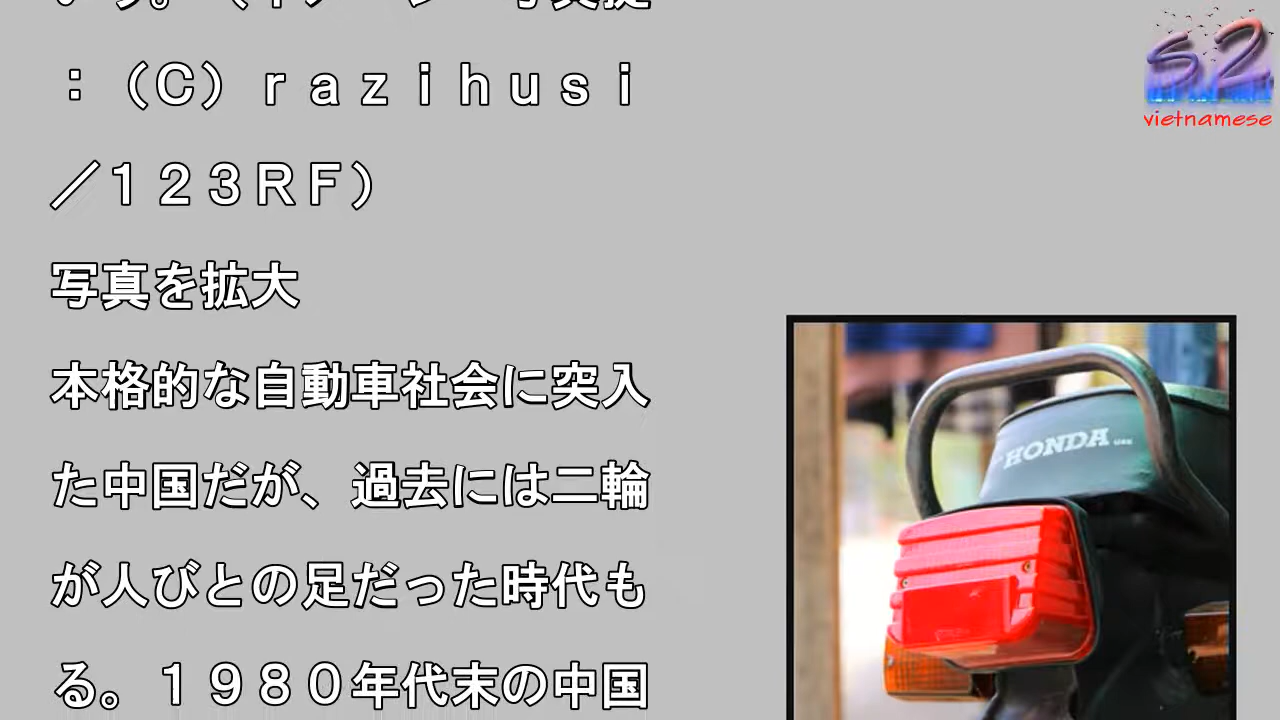 ：（Ｃ）ｒａｚｉｈｕｓｉ
／１２３ＲＦ）
写真を拡大
本格的な自動車社会に突入
た中国だが、過去には二輪
が人びとの足だった時代も
る。１９８０年代末の中国
s2
vietnamese
HONDA